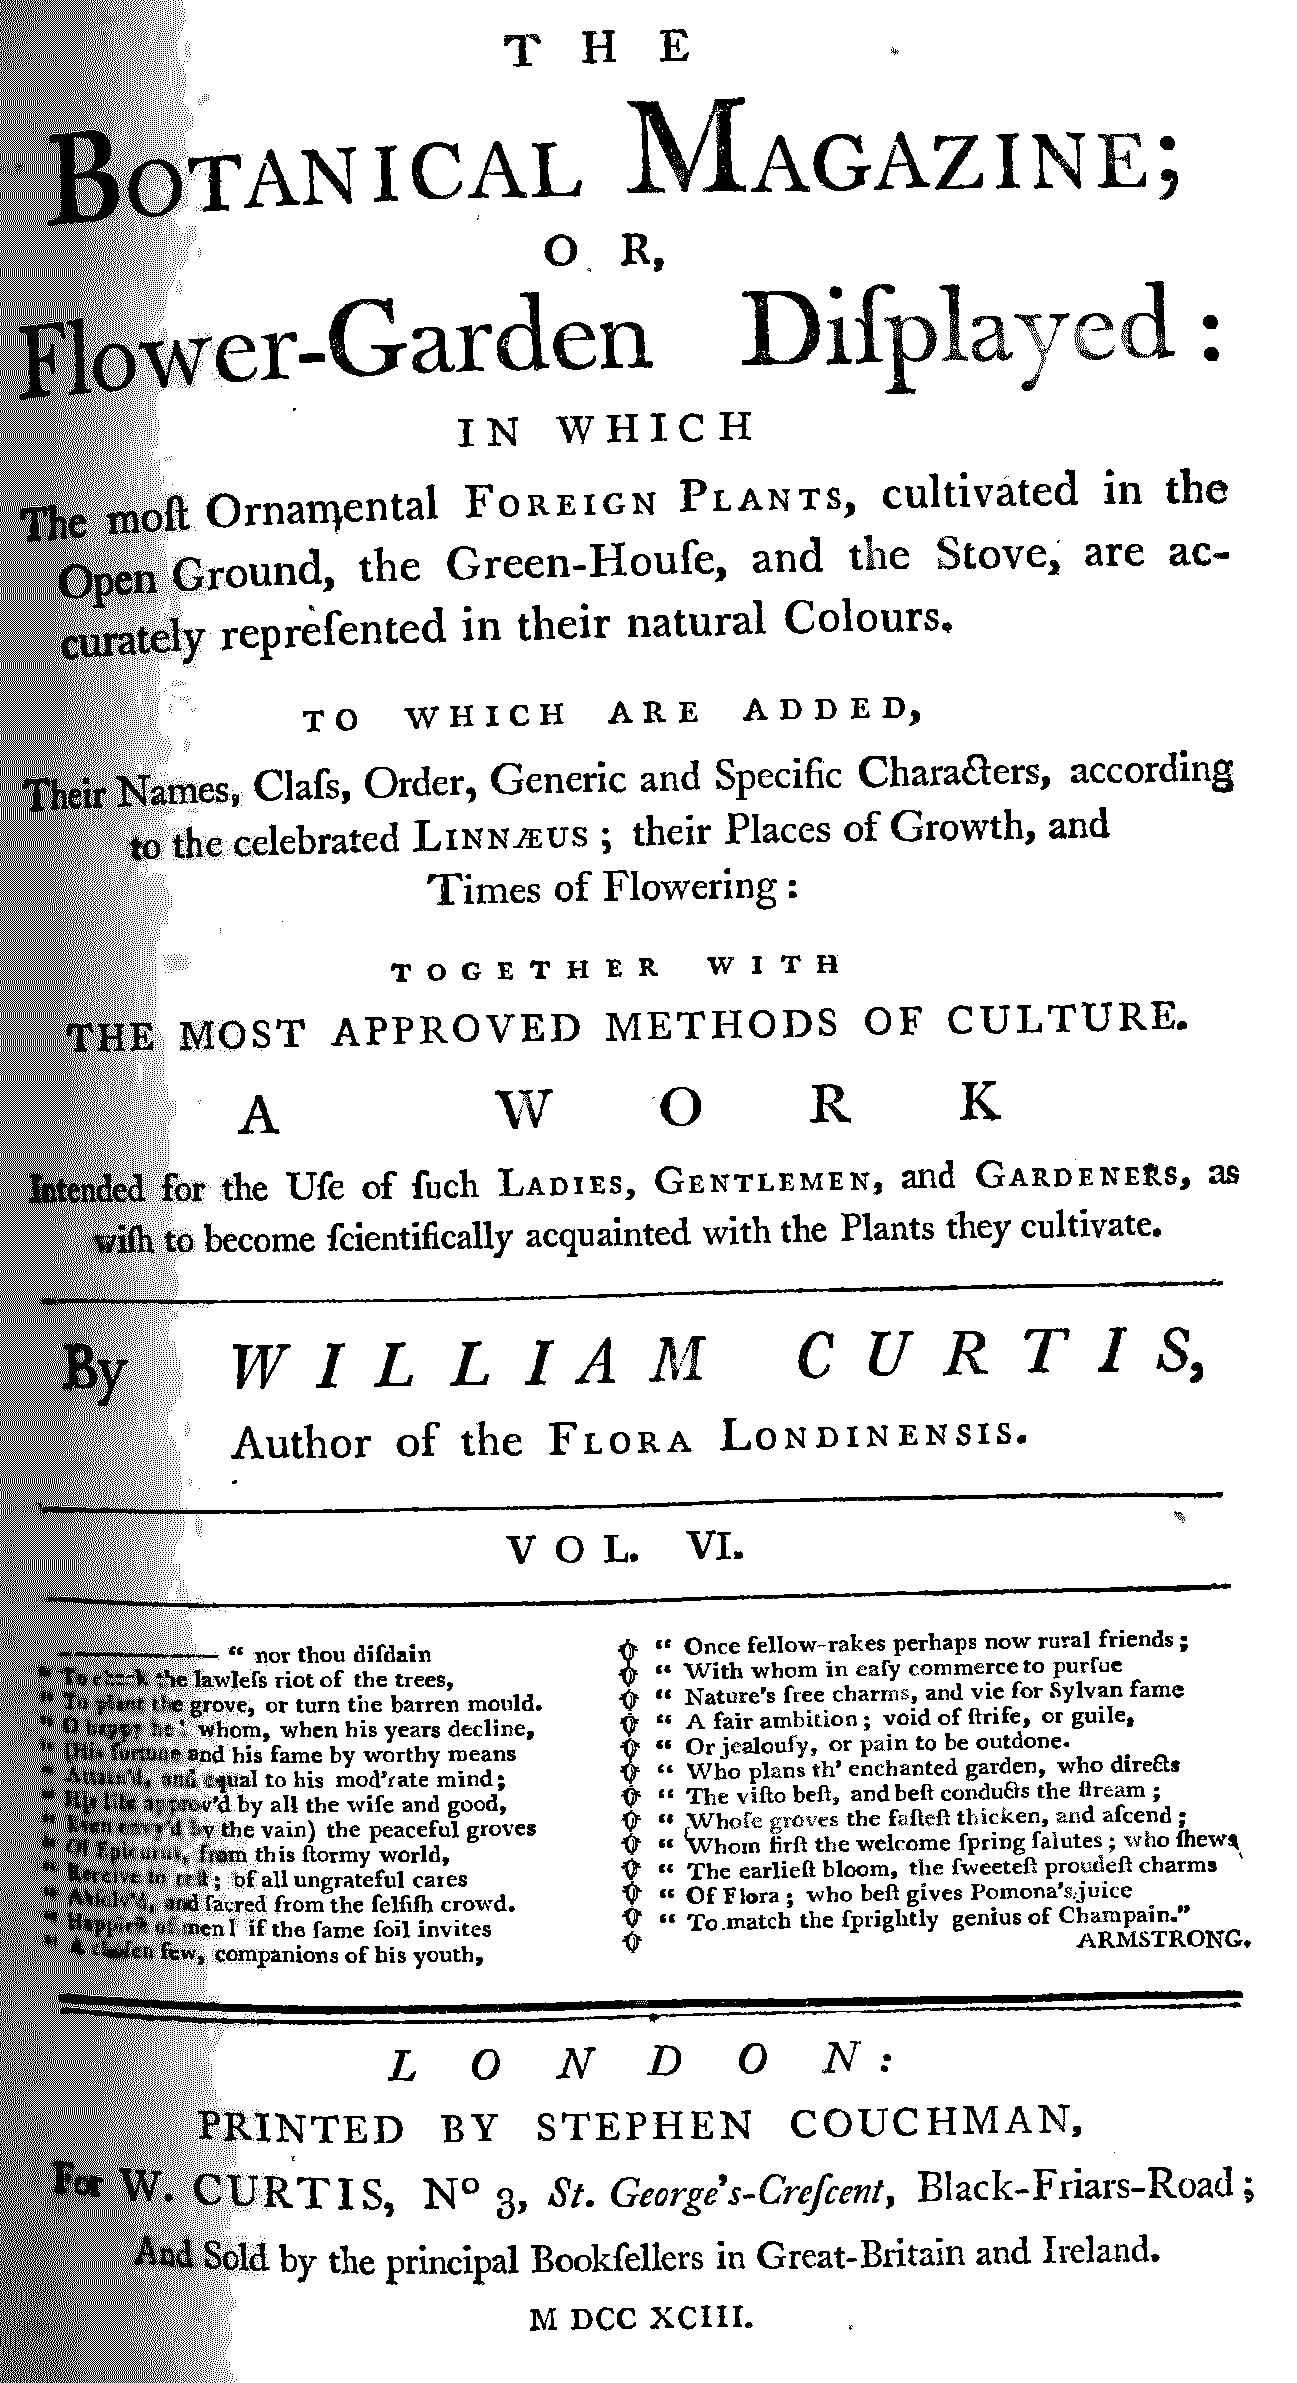 THE
BOTANICAL MAGAZINE;
OR,
Flower-Garden Diſplayed:
IN WHICH
The moſt Ornamental FOREIGN PLANTS, cultivated in the
Open Ground, the Green-Houſe, and the Stove, are ac-
curately repreſented in their natural Colours.
TO WHICH ARE ADDED,
Their Names, Claſs, Order, Generic and Specific Characters, according
to the celebrated LINNÆUS; their Places of Growth, and
Times of Flowering:
TOGETHER WITH
THE MOST APPROVED METHODS OF CULTURE.
A WORK
Intended for the Uſe of ſuch LADIES, GENTLEMEN, and GARDENERS, as
wiſh to become ſcientifically acquainted with the Plants they cultivate.
By WILLIAM CURTIS,
Author of the FLORA LONDINENSIS.
VOL. VI.
“ nor thou diſdain
“ To check the lawleſs riot of the trees,
“ To plant the grove, or turn the barren mould.
“ O happy he! whom, when his years decline,
“ (His fortune and his fame by worthy means
“ Attain'd, and equal to his mod'rate mind;
“ His life approv'd by all the wiſe and good,
“ Even envy'd by the vain) the peaceful groves
“ Of Epicurus, from this ſtormy world,
“ Receive to reſt; of all ungrateful cares
“ Abſolv'd, and ſacred from the ſelfiſh crowd.
“ Happieſt of men! if the ſame ſoil invites
“ A choſen few, companions of his youth,
“ Once fellow-rakes perhaps now rural friends;
“ With whom in eaſy commerce to purſue
“ Nature's free charms, and vie for Sylvan fame
“ A fair ambition; void of ſtrife, or guile,
“ Or jealouſy, or pain to be outdone.
“ Who plans th' enchanted garden, who directs
“ The viſto beſt, and beſt conducts the ſtream;
“ Whoſe groves the faſteſt thicken, and aſcend;
“ Whom firſt the welcome ſpring ſalutes; who ſhews
“ The earlieſt bloom, the ſweeteſt proudeſt charms
“ Of Flora; who beſt gives Pomona's juice
“ To match the ſprightly genius of Champain.”
ARMSTRONG.
LONDON:
PRINTED BY STEPHEN COUCHMAN,
For W. CURTIS, No 3, St. George's-Creſcent, Black-Friars-Road;
And Sold by the principal Bookſellers in Great-Britain and Ireland.
M DCC XCIII.